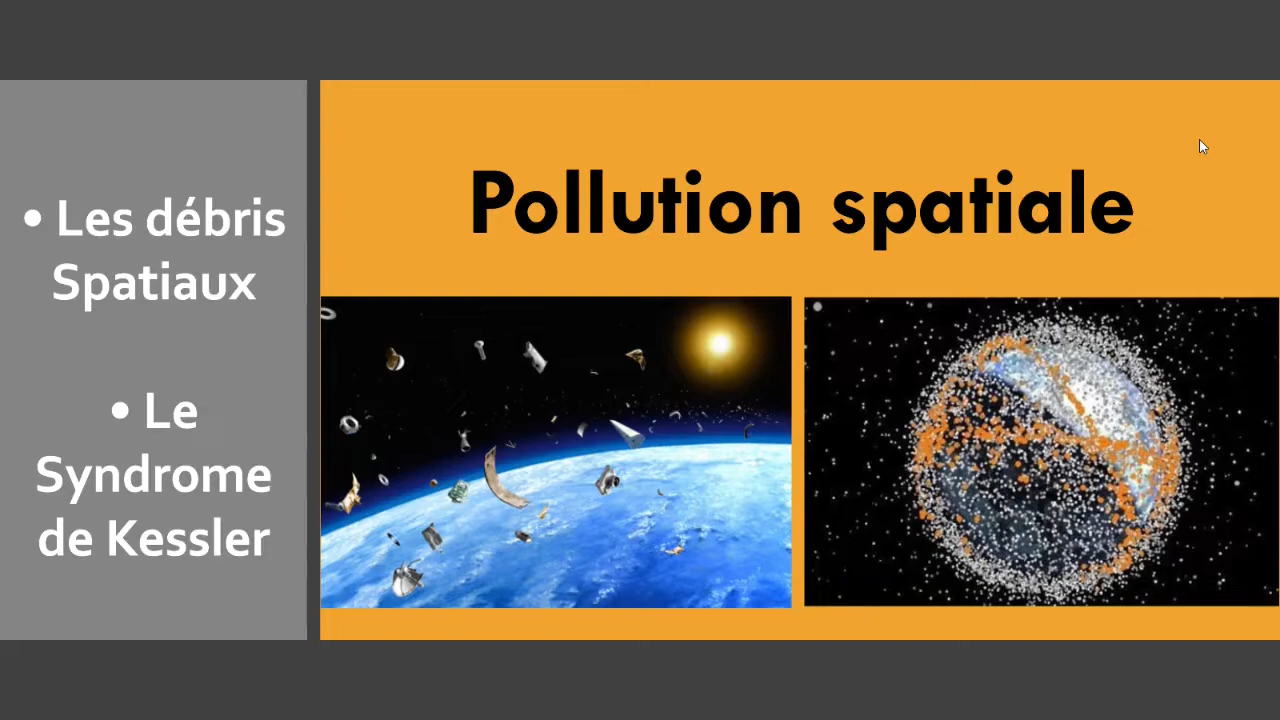 • Les débris
Spatiaux
• Le
Syndrome
de Kessler
Pollution spatiale